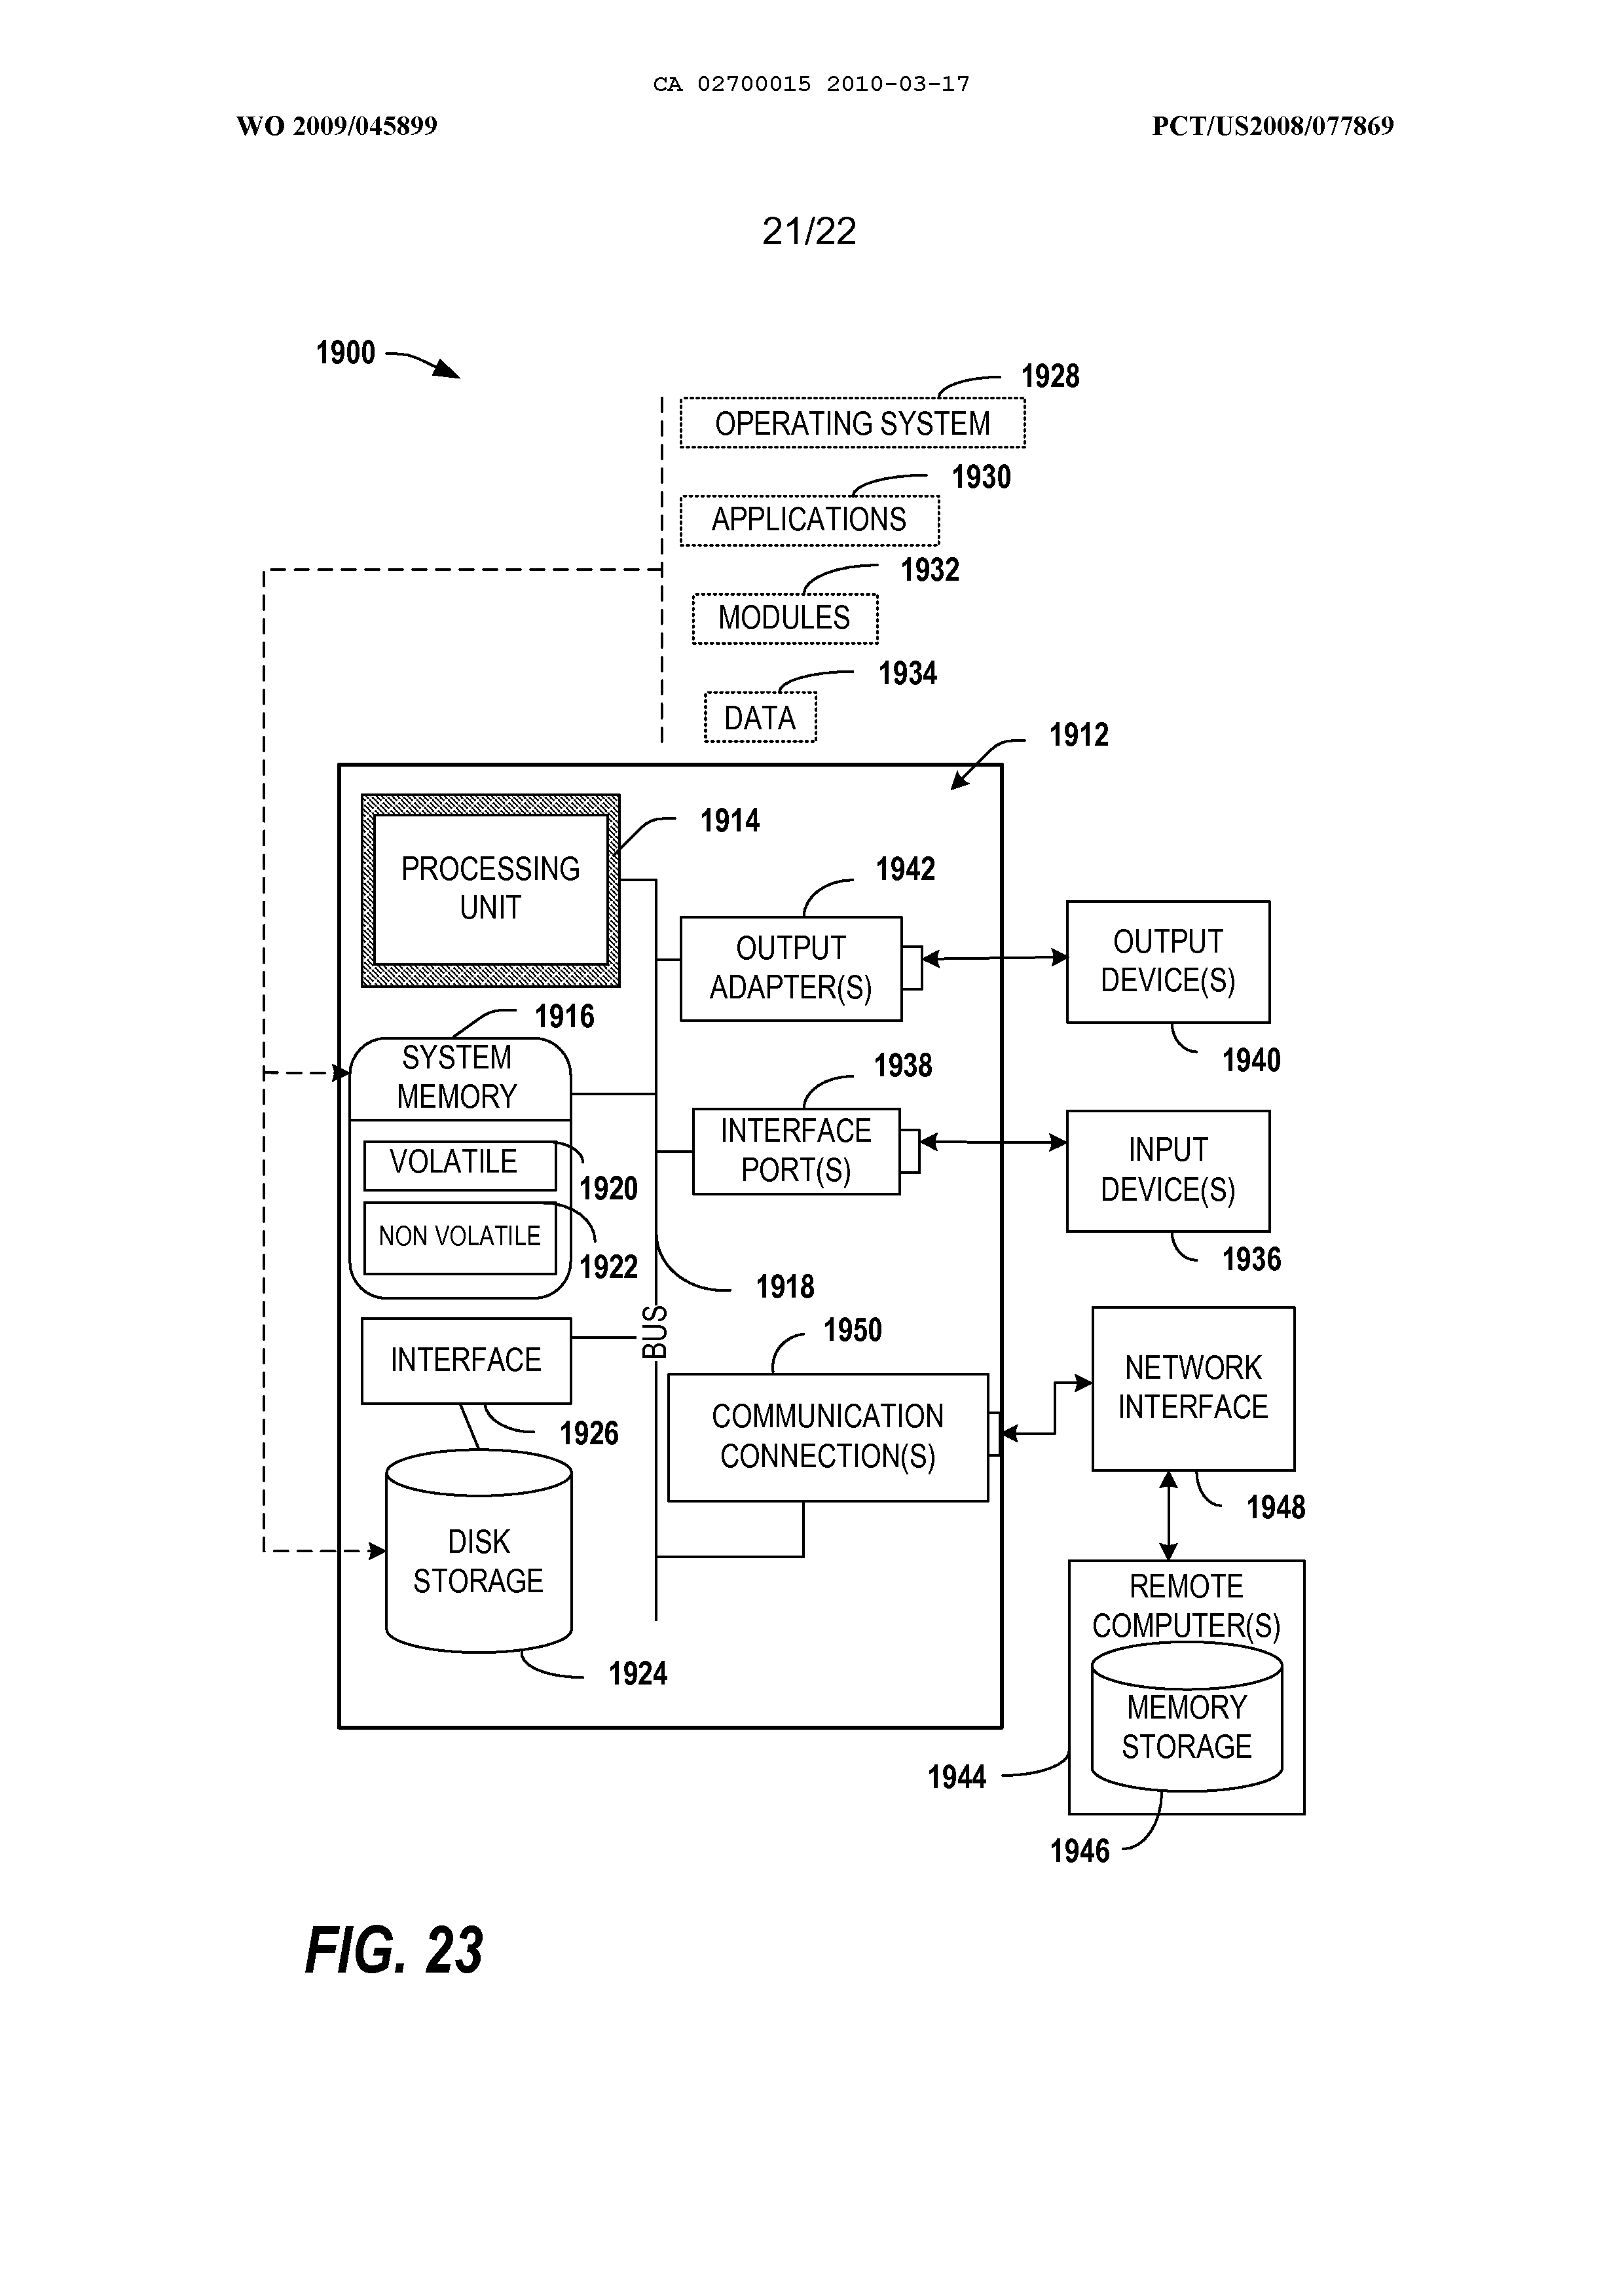 CA 02700015 2010-03-17
WO 2009/045899
PCT/US2008/077869
21/22
1900
1928
OPERATING SYSTEM
1930
APPLICATIONS
1932
MODULES
1934
DATA
1912
1914
PROCESSING
UNIT
1942
OUTPUT
ADAPTER(S)
OUTPUT
DEVICE(S)
1940
1916
SYSTEM
MEMORY
VOLATILE
1920
NON VOLATILE
1922
1938
INTERFACE
PORT(S)
INPUT
DEVICE(S)
1936
1918
BUS
INTERFACE
1926
1950
COMMUNICATION
CONNECTION(S)
NETWORK
INTERFACE
1948
DISK
STORAGE
1924
REMOTE
COMPUTER(S)
MEMORY
STORAGE
1944
1946
FIG. 23